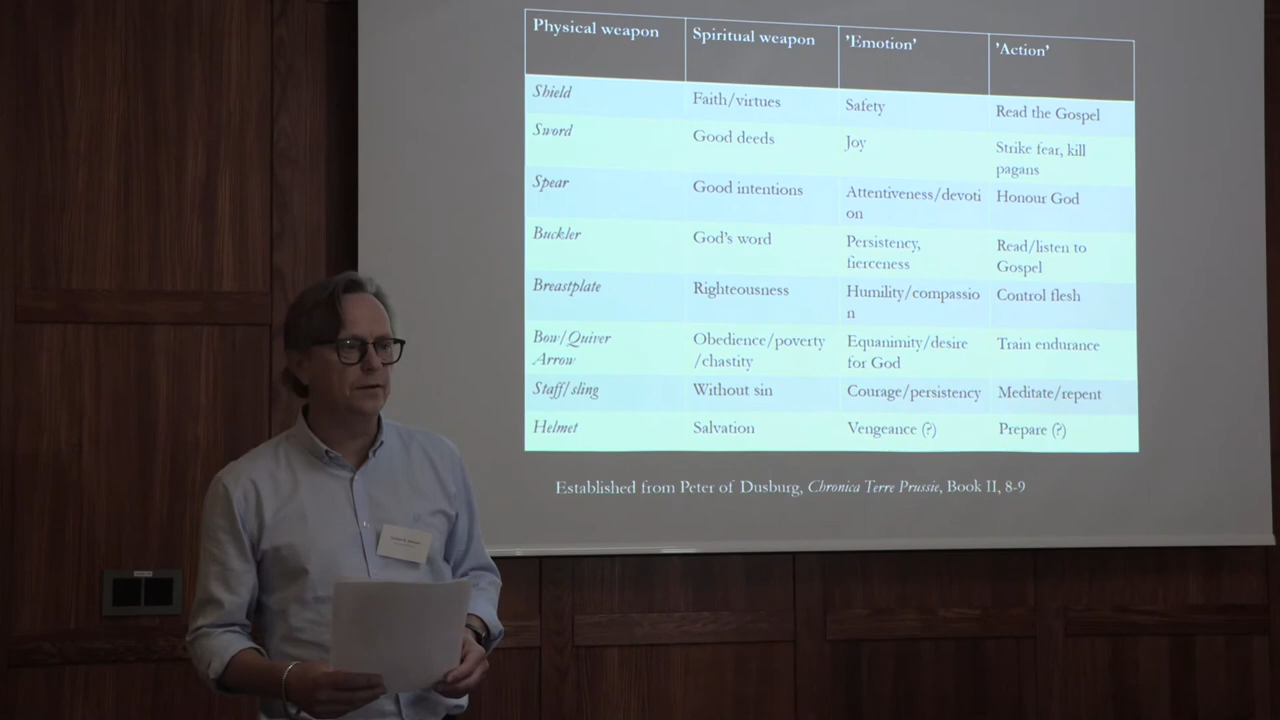 Physical weapon Spiritual weapon 'Emotion' 'Action'
Shield Faith/virtues Safety Read the Gospel
Sword Good deeds Joy Strike fear, kill
pagans
Spear Good intentions Attentiveness/devoti Honour God
on
Buckler God's word Persistency, Read/listen to
fierceness Gospel
Breastplate Righteousness Humility/compassio Control flesh
n
Bow/Quiver Obedience/poverty Equanimity/desire Train endurance
Arrow /chastity for God
Staff/sling Without sin Courage/persistency Meditate/repent
Helmet Salvation Vengeance (?) Prepare (?)
Established from Peter of Dusburg, Chronica Terre Prussie, Book II, 8-9